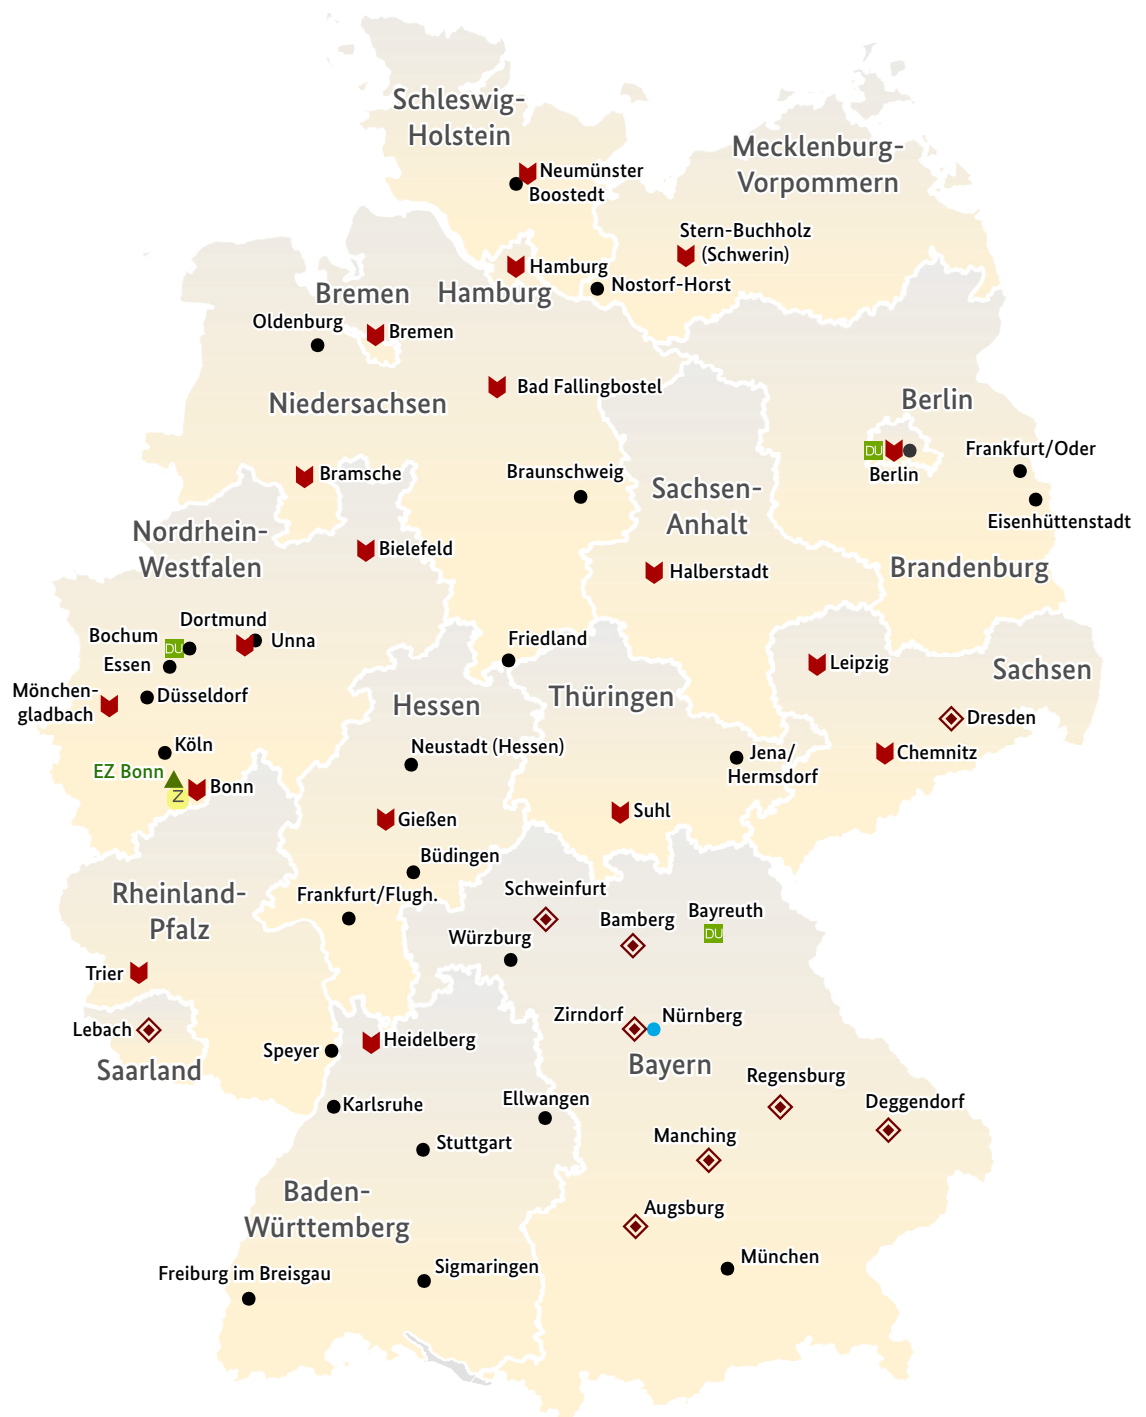 Schleswig-
Holstein
Mecklenburg-
Vorpommern
Neumünster
Boostedt
Stern-Buchholz
(Schwerin)
Hamburg
Nostorf-Horst
Bremen
Hamburg
Oldenburg
Bremen
Bad Fallingbostel
Niedersachsen
Berlin
DU
Berlin
Frankfurt/Oder
Eisenhüttenstadt
Bramsche
Braunschweig
Sachsen-
Anhalt
Nordrhein-
Westfalen
Bielefeld
Halberstadt
Brandenburg
Dortmund
Bochum
DU
Unna
Essen
Friedland
Leipzig
Sachsen
Mönchen-
gladbach
Düsseldorf
Hessen
Thüringen
Dresden
Köln
Neustadt (Hessen)
Jena/
Hermsdorf
Chemnitz
EZ Bonn
Z
Bonn
Gießen
Suhl
Büdingen
Rheinland-
Pfalz
Frankfurt/Flugh.
Schweinfurt
Bamberg
Bayreuth
DU
Würzburg
Trier
Lebach
Saarland
Zirndorf
Nürnberg
Heidelberg
Speyer
Bayern
Regensburg
Deggendorf
Karlsruhe
Ellwangen
Stuttgart
Manching
Baden-
Württemberg
Augsburg
München
Sigmaringen
Freiburg im Breisgau